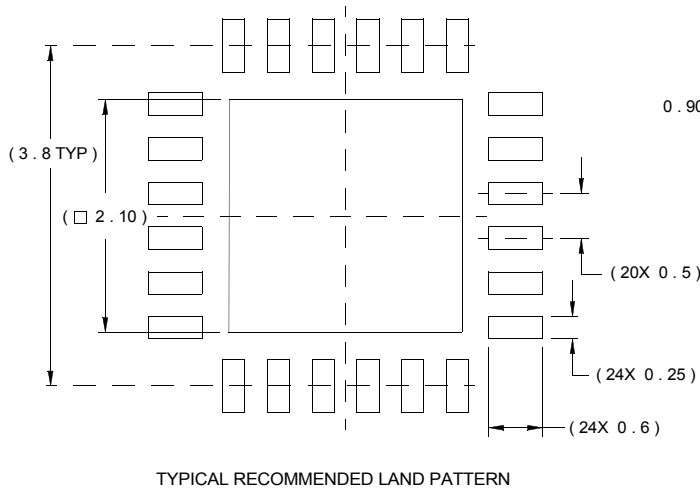 0.90
( 3 . 8 TYP )
( □ 2 . 10 )
( 20X 0 . 5 )
( 24X 0 . 25 )
( 24X 0 . 6 )
TYPICAL RECOMMENDED LAND PATTERN